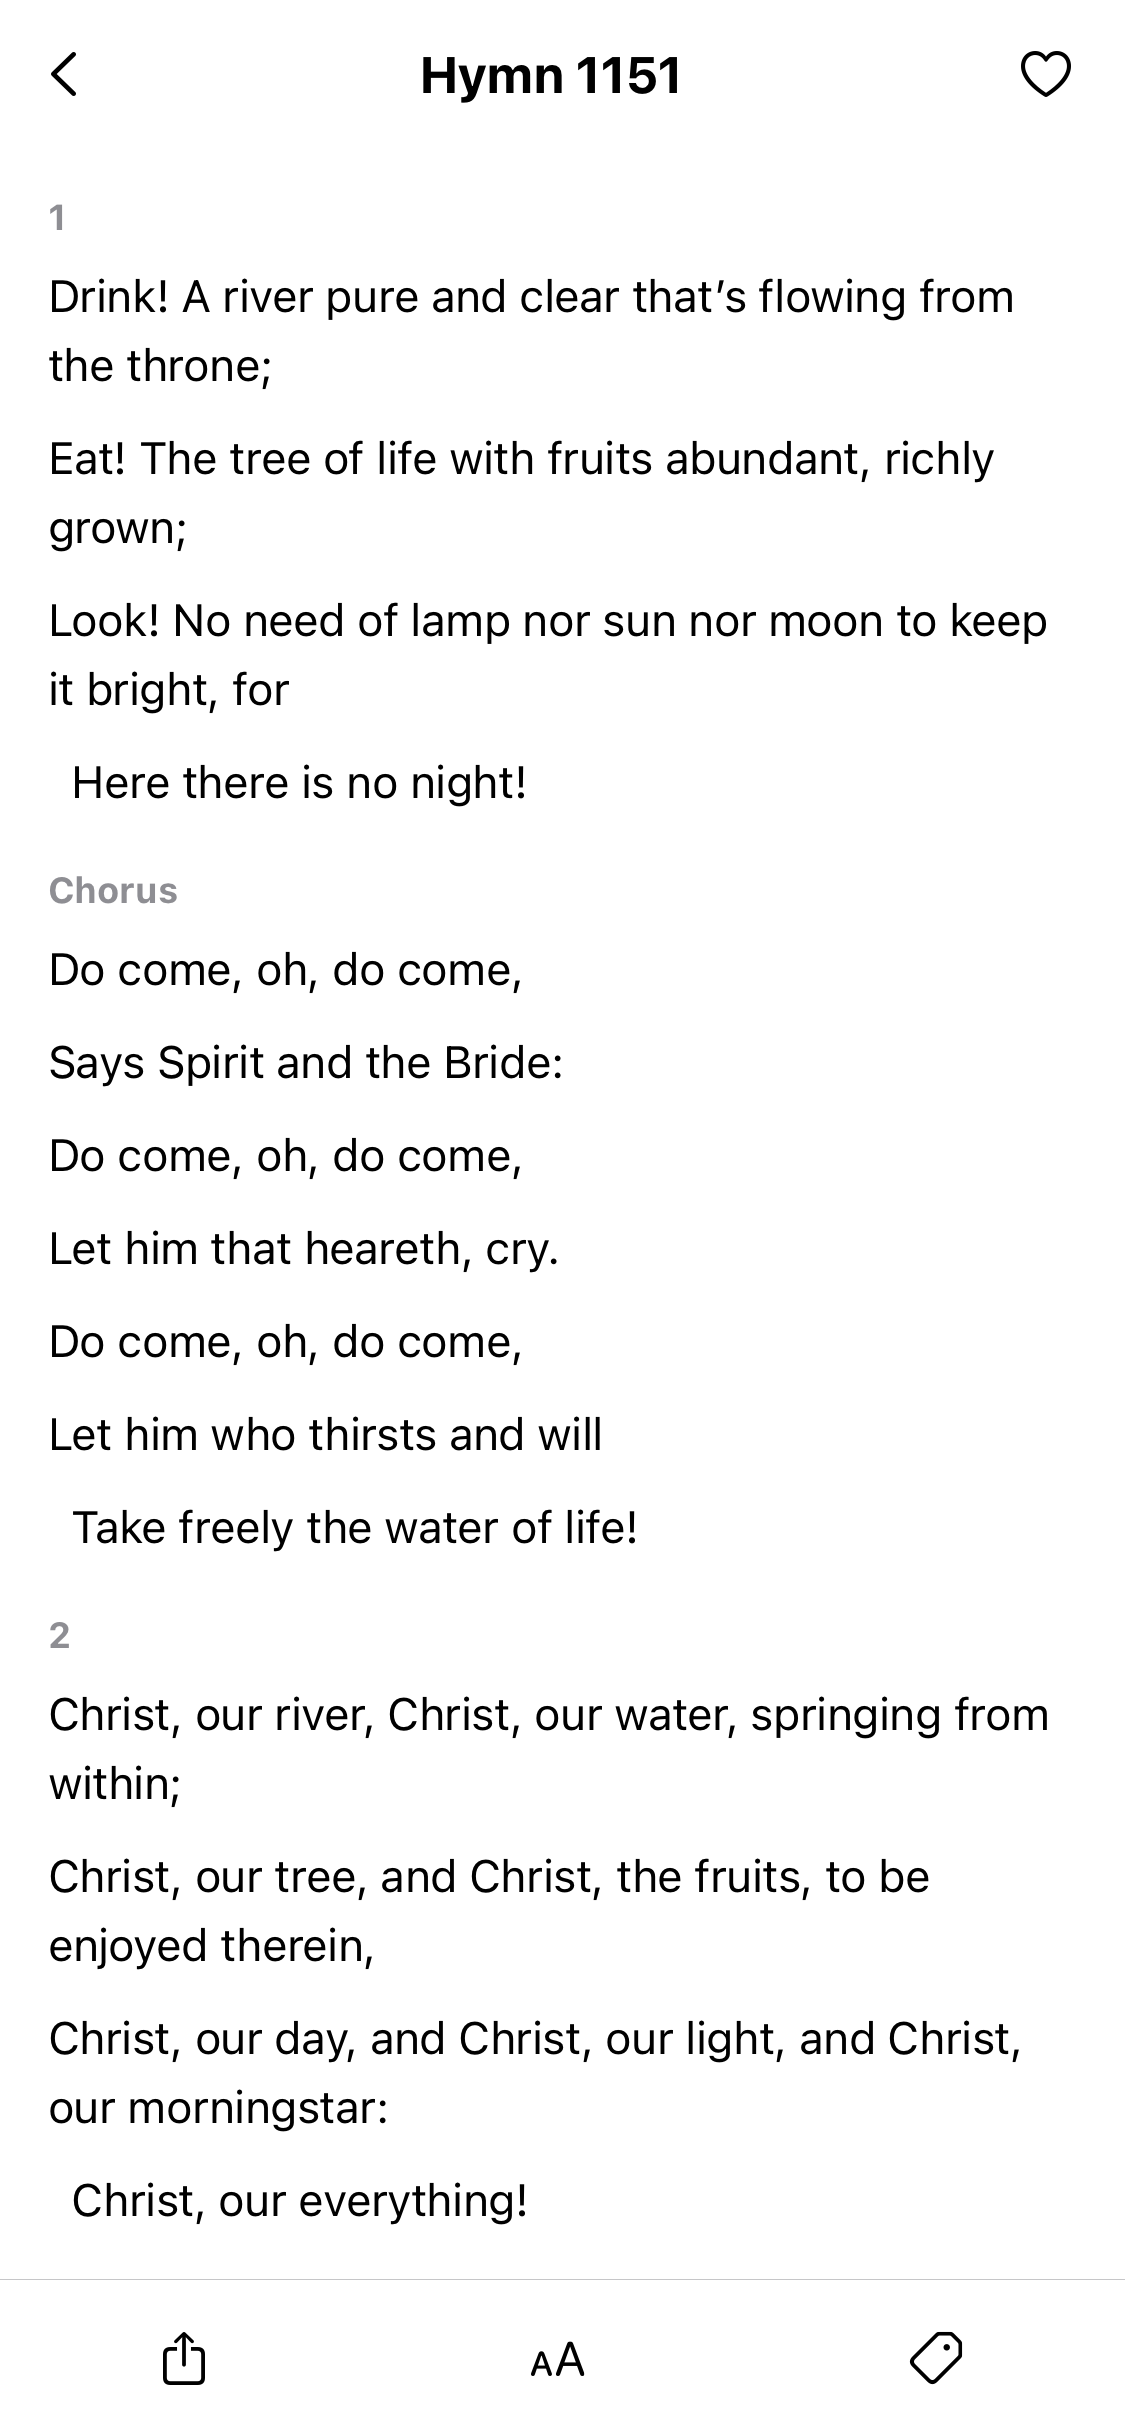 Hymn 1151
1
Drink! A river pure and clear that’s flowing from
the throne;
Eat! The tree of life with fruits abundant, richly
grown;
Look! No need of lamp nor sun nor moon to keep
it bright, for
Here there is no night!
Chorus
Do come, oh, do come,
Says Spirit and the Bride:
Do come, oh, do come,
Let him that heareth, cry.
Do come, oh, do come,
Let him who thirsts and will
Take freely the water of life!
2
Christ, our river, Christ, our water, springing from
within;
Christ, our tree, and Christ, the fruits, to be
enjoyed therein,
Christ, our day, and Christ, our light, and Christ,
our morningstar:
Christ, our everything!
AA